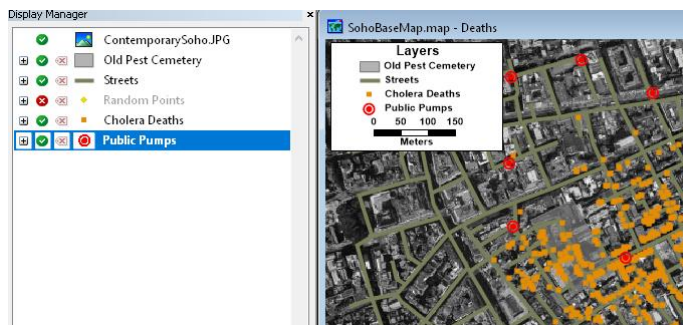 Display Manager
ContemporarySoho.JPG
Old Pest Cemetery
Streets
Random Points
Cholera Deaths
Public Pumps
SohoBaseMap.map - Deaths
Layers
Old Pest Cemetery
Streets
Cholera Deaths
Public Pumps
0 50 100 150
Meters